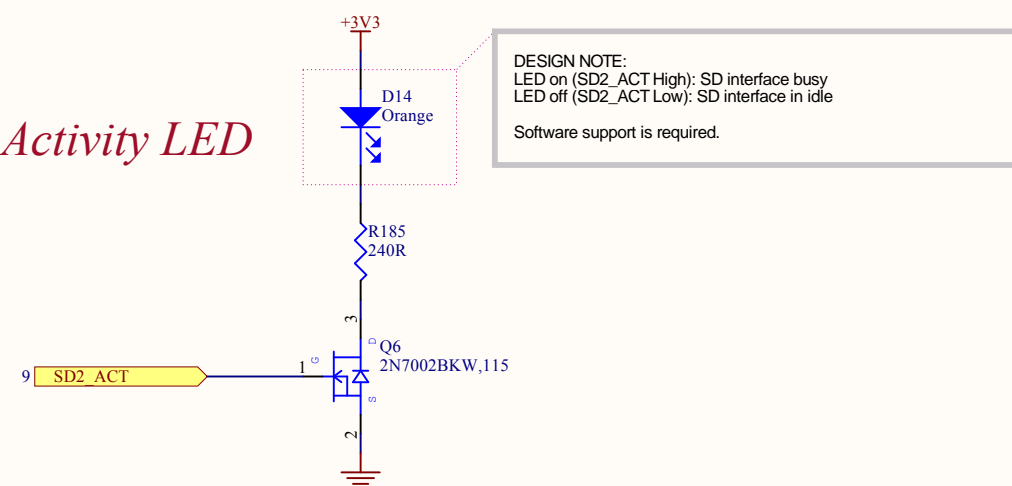 +3V3
DESIGN NOTE:
LED on (SD2_ACT High): SD interface busy
LED off (SD2_ACT Low): SD interface in idle
Software support is required.
D14
Orange
Activity LED
R185
240R
3
D
Q6
2N7002BKW,115
G
1
9 SD2_ACT
S
2